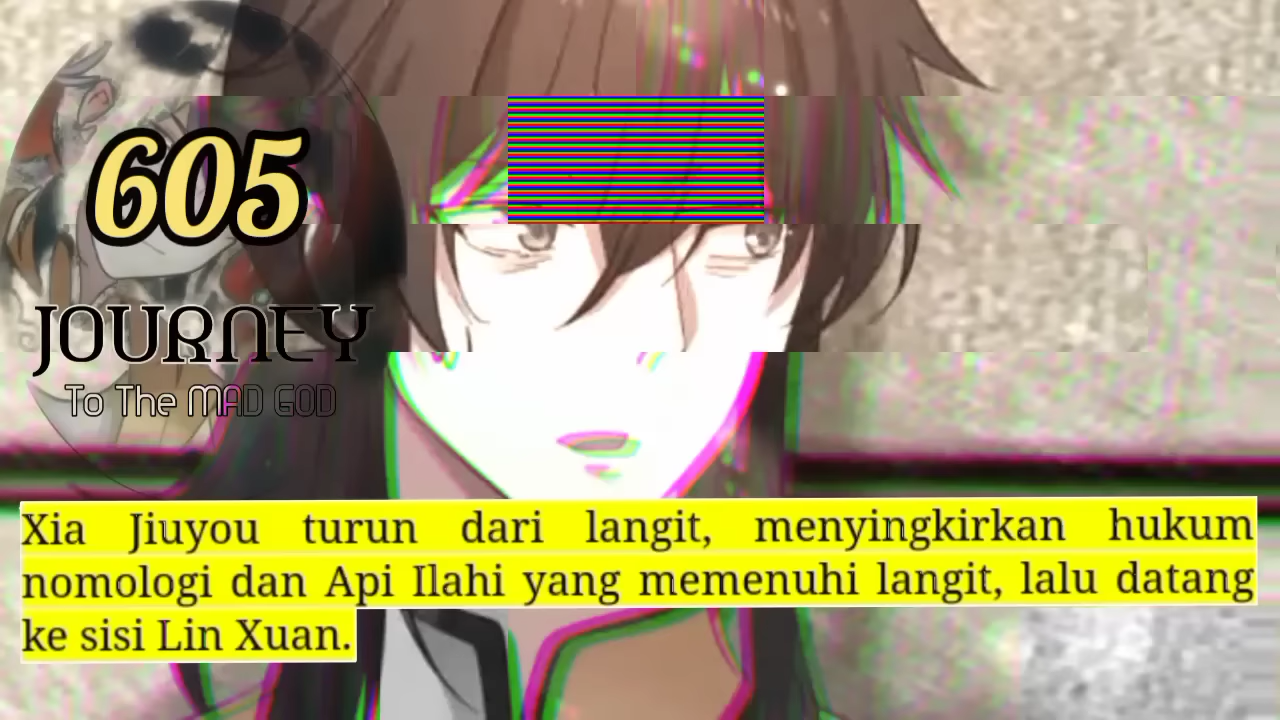 605
JOURNEY
To The MAD GOD
Xia Jiuyou turun dari langit, menyingkirkan hukum
nomologi dan Api Ilahi yang memenuhi langit, lalu datang
ke sisi Lin Xuan.